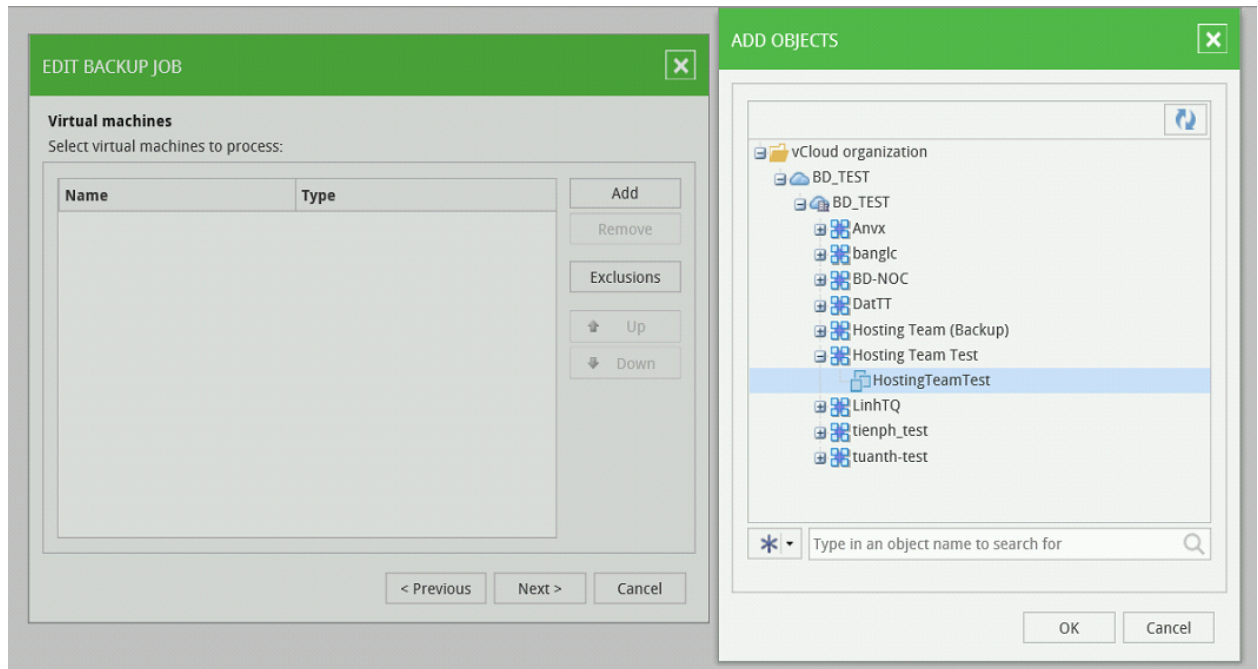 EDIT BACKUP JOB
Virtual machines
Select virtual machines to process:
Name Type
Add
Remove
Exclusions
Up
Down
< Previous Next > Cancel
ADD OBJECTS
vCloud organization
BD_TEST
BD_TEST
Anvx
banglc
BD-NOC
DatTT
Hosting Team (Backup)
Hosting Team Test
HostingTeamTest
LinhTQ
tienph_test
tuanth-test
Type in an object name to search for
OK Cancel